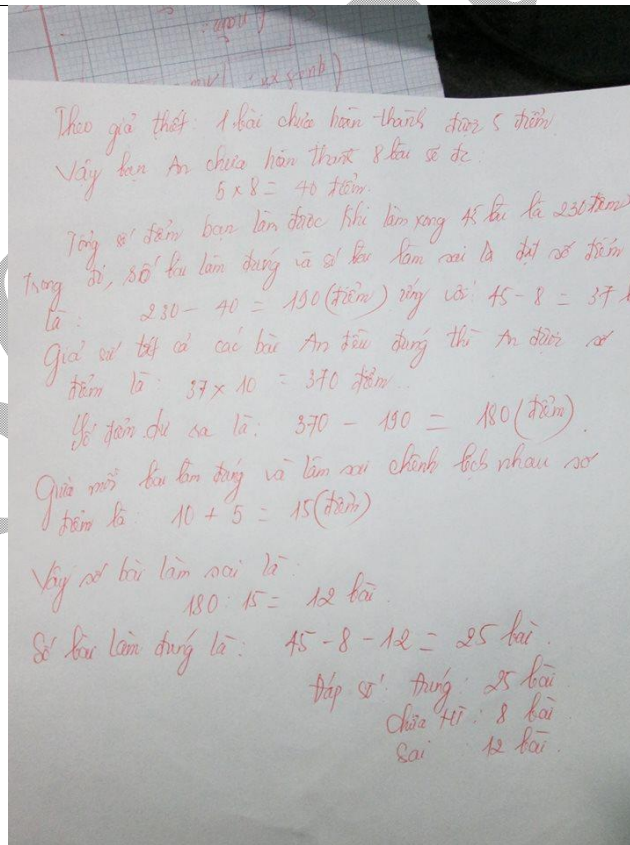 Theo giả thiết: 1 bài chưa hoàn thành được 5 điểm
Vậy bạn An chưa hoàn thành 8 bài sẽ đc:
5 x 8 = 40 điểm.
Tổng số điểm bạn làm được khi làm xong 45 bài là 230 điểm
Trong đó, số bài làm đúng và số bài làm sai là đạt số điểm
là: 230 - 40 = 190 (điểm) ứng với: 45 - 8 = 37 b
Giả sử tất cả các bài An đều đúng thì An được số
điểm là: 37 x 10 = 370 điểm.
Số điểm dư ra là: 370 - 190 = 180 (điểm).
Giữa mỗi bài làm đúng và làm sai chênh lệch nhau số
điểm là 10 + 5 = 15 (điểm)
Vậy số bài làm sai là:
180 : 15 = 12 bài
Số bài làm đúng là: 45 - 8 - 12 = 25 bài.
Đáp số: Đúng: 25 bài
Chưa HT: 8 bài
Sai 12 bài.